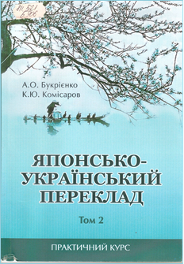 А.О. Букрієнко
К.Ю. Комісаров
ЯПОНСЬКО-
УКРАЇНСЬКИЙ
ПЕРЕКЛАД
Том 2
ПРАКТИЧНИЙ КУРС